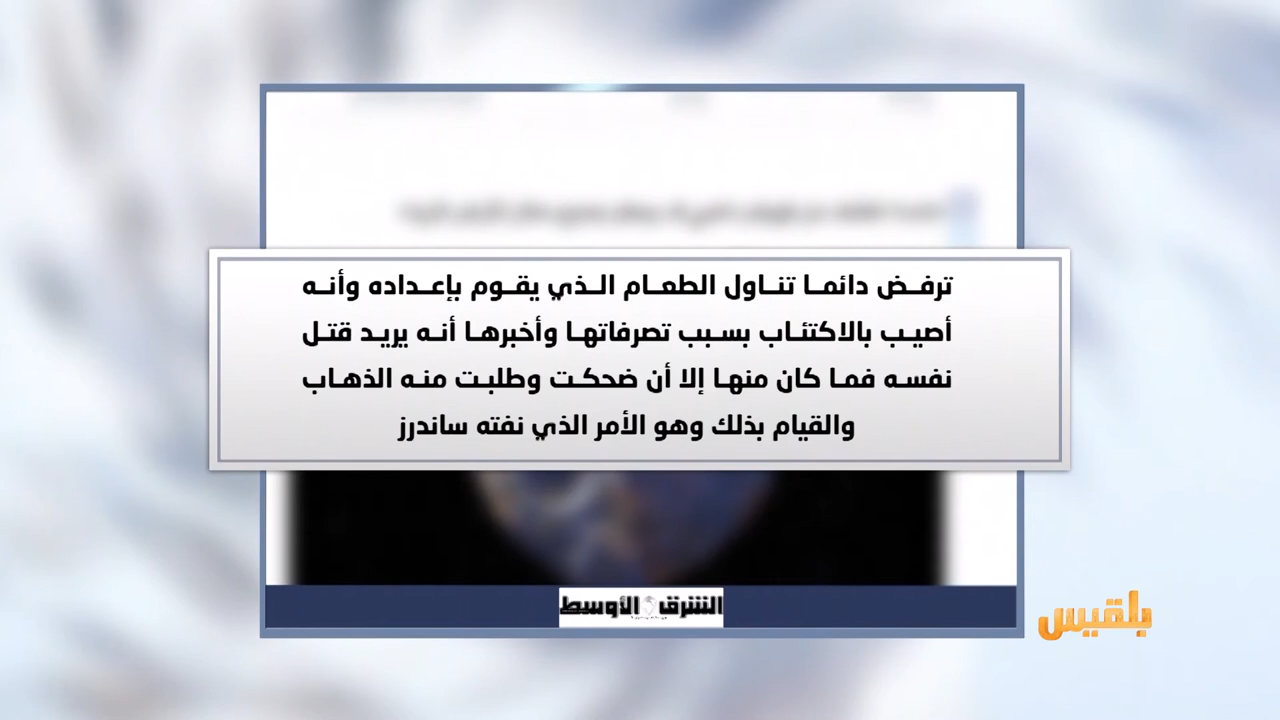 ترفض دائما تناول الطعام الذي يقوم بإعداده وأنه
أصيب بالاكتئاب بسبب تصرفاتها وأخبرها أنه يريد قتل
نفسه فما كان منها إلا أن ضحكت وطلبت منه الذهاب
والقيام بذلك وهو الأمر الذي نفته ساندرز
الشرق الأوسط
بلقيس